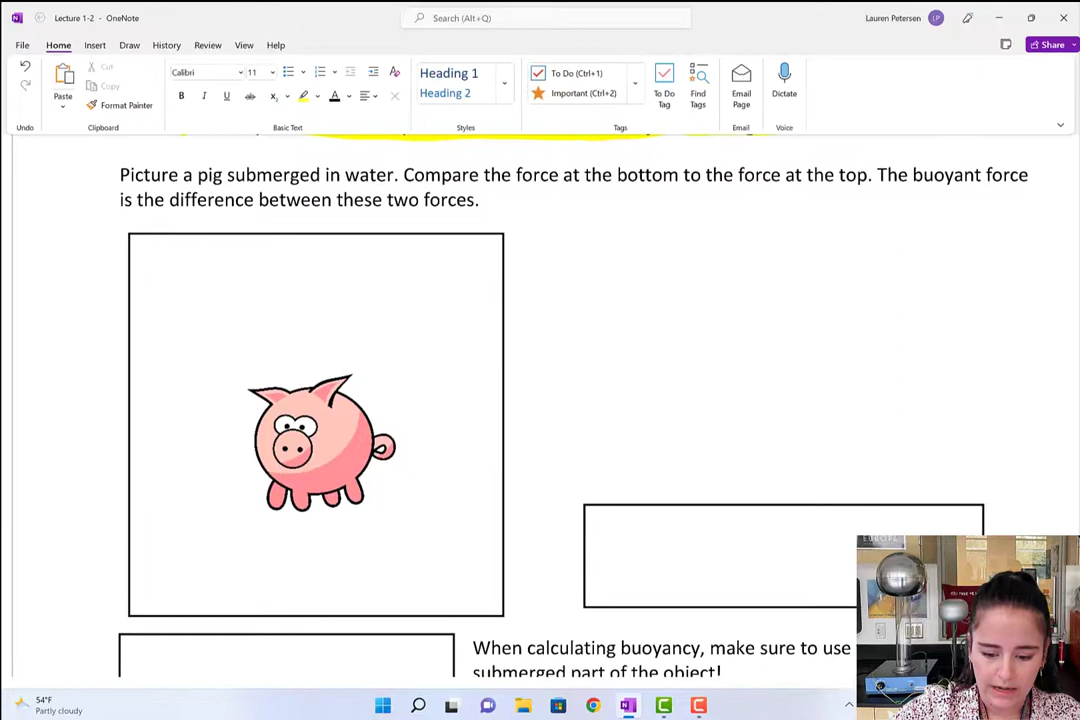 Lecture 1-2 - OneNote
Search (Alt+Q)
Lauren Petersen
LP
File Home Insert Draw History Review View Help
Share
Undo
Paste
Cut
Copy
Format Painter
Clipboard
Calibri 11
B I U ab x A
Basic Text
Heading 1
Heading 2
Styles
To Do (Ctrl+1)
Important (Ctrl+2)
To Do Tag
Find Tags
Tags
Email Page
Email
Dictate
Voice
Picture a pig submerged in water. Compare the force at the bottom to the force at the top. The buoyant force
is the difference between these two forces.
When calculating buoyancy, make sure to use
submerged part of the object!
EUROPA
54°F
Partly cloudy